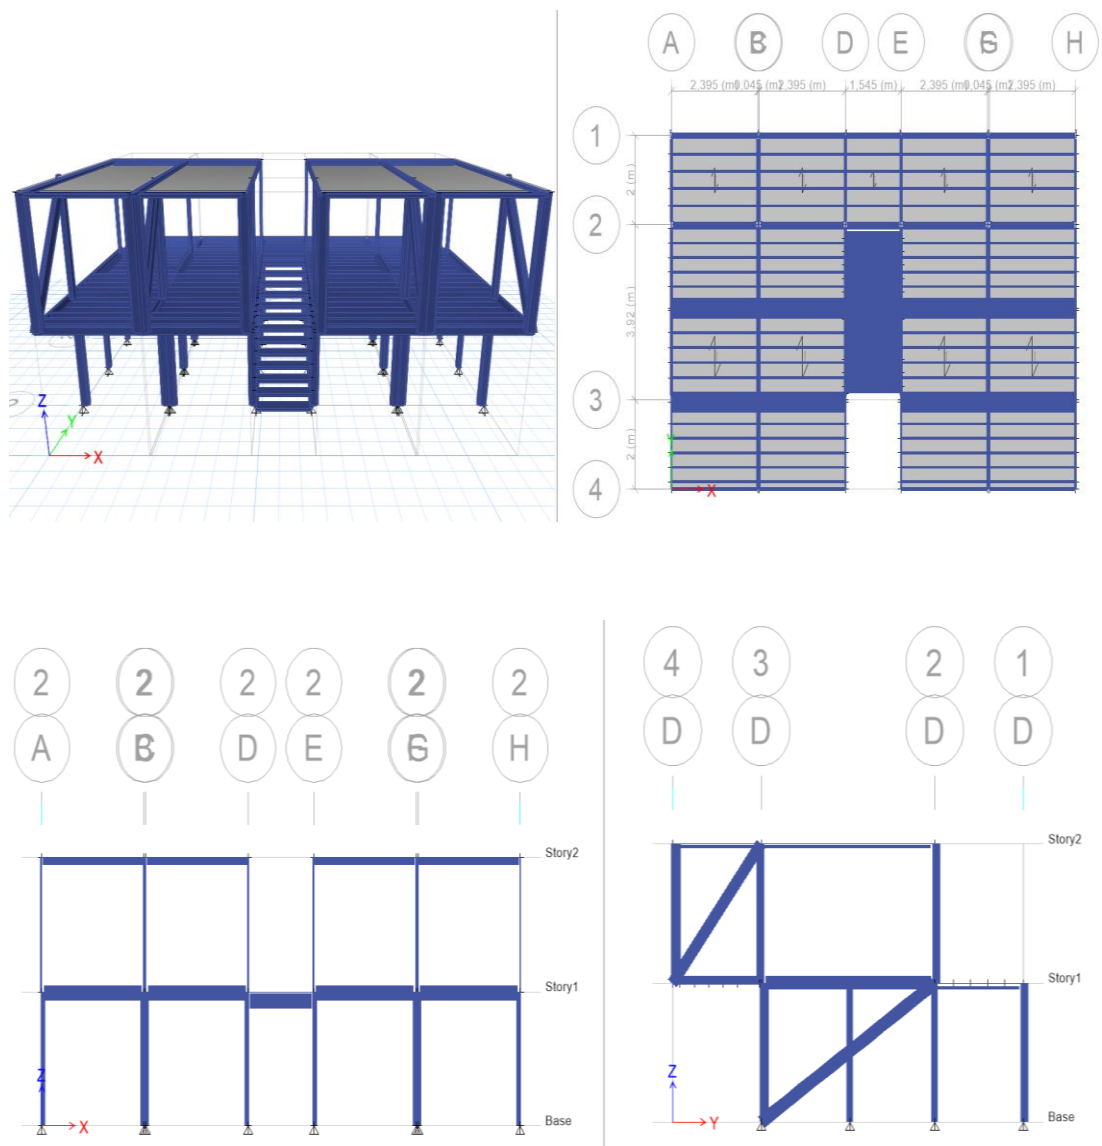 A B C D E F G H
2,395 (m) 0,045 (m) 2,395 (m) 1,545 (m) 2,395 (m) 0,045 (m) 2,395 (m)
1
2 (m)
2
3,92 (m)
3
2 (m)
4
Z
Y
X
Y
X
2 2 2 2 2 2
A B C D E F G H
Story2
Story1
Z
X
Base
4 3 2 1
D D D D
Story2
Story1
Z
Y
Base